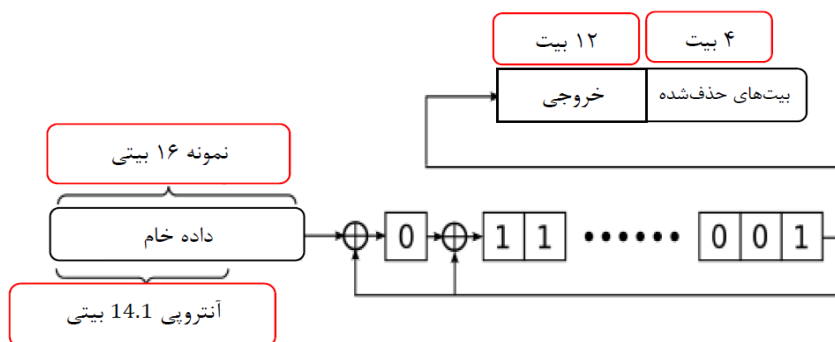 ۱۲ بیت
۴ بیت
خروجی
بیت‌های حذف‌شده
نمونه ۱۶ بیتی
داده خام
0
1 1
0 0 1
آنتروپی 14.1 بیتی